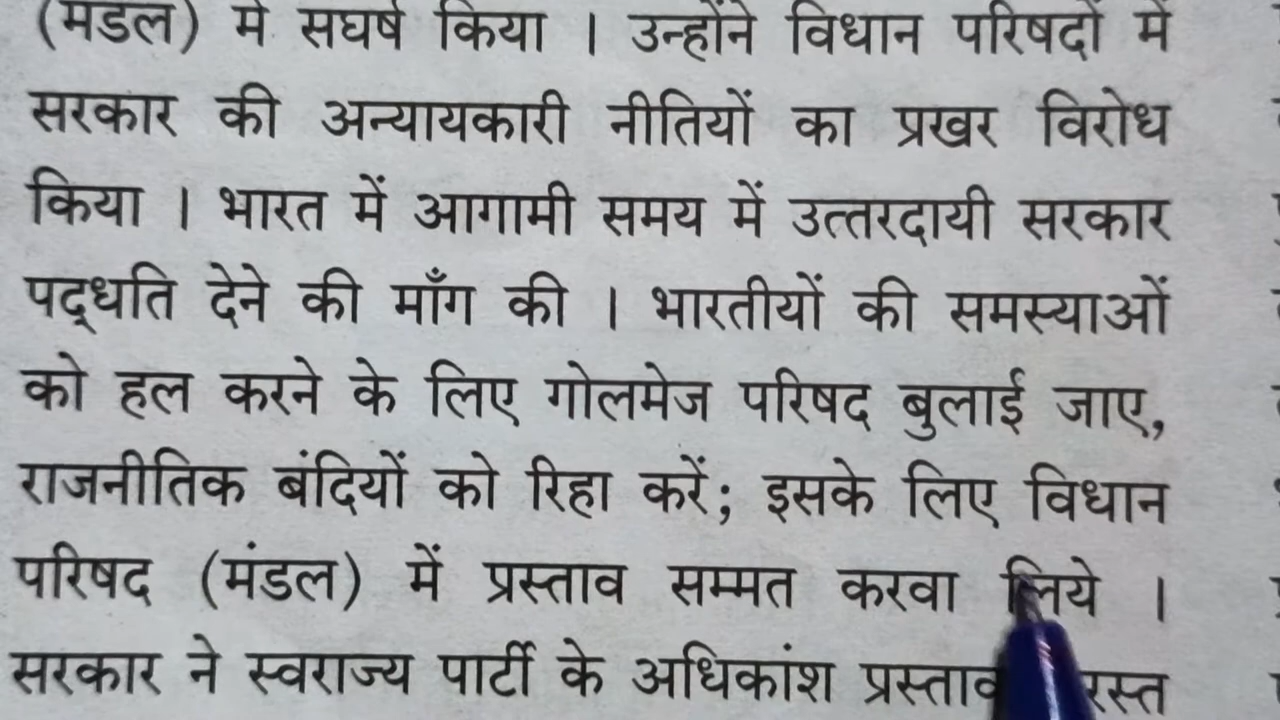 (मंडल) में संघर्ष किया । उन्होंने विधान परिषदों में
सरकार की अन्यायकारी नीतियों का प्रखर विरोध
किया । भारत में आगामी समय में उत्तरदायी सरकार
पद्धति देने की माँग की । भारतीयों की समस्याओं
को हल करने के लिए गोलमेज परिषद बुलाई जाए,
राजनीतिक बंदियों को रिहा करें; इसके लिए विधान
परिषद (मंडल) में प्रस्ताव सम्मत करवा लिये ।
सरकार ने स्वराज्य पार्टी के अधिकांश प्रस्ताव